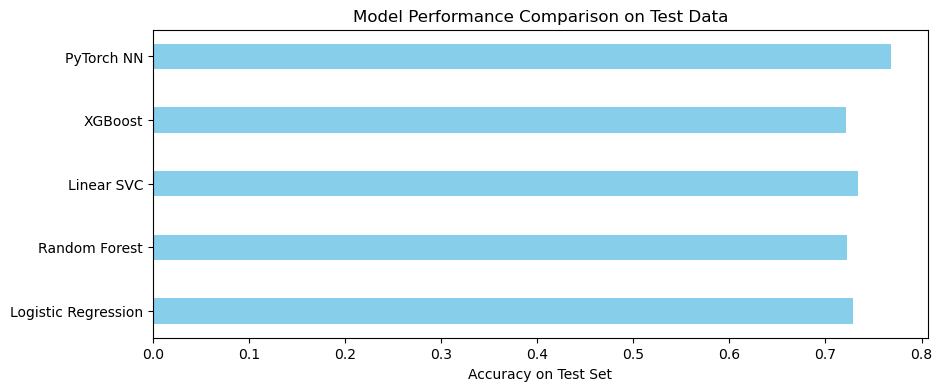 Model Performance Comparison on Test Data
PyTorch NN
XGBoost
Linear SVC
Random Forest
Logistic Regression
0.0 0.1 0.2 0.3 0.4 0.5 0.6 0.7 0.8
Accuracy on Test Set